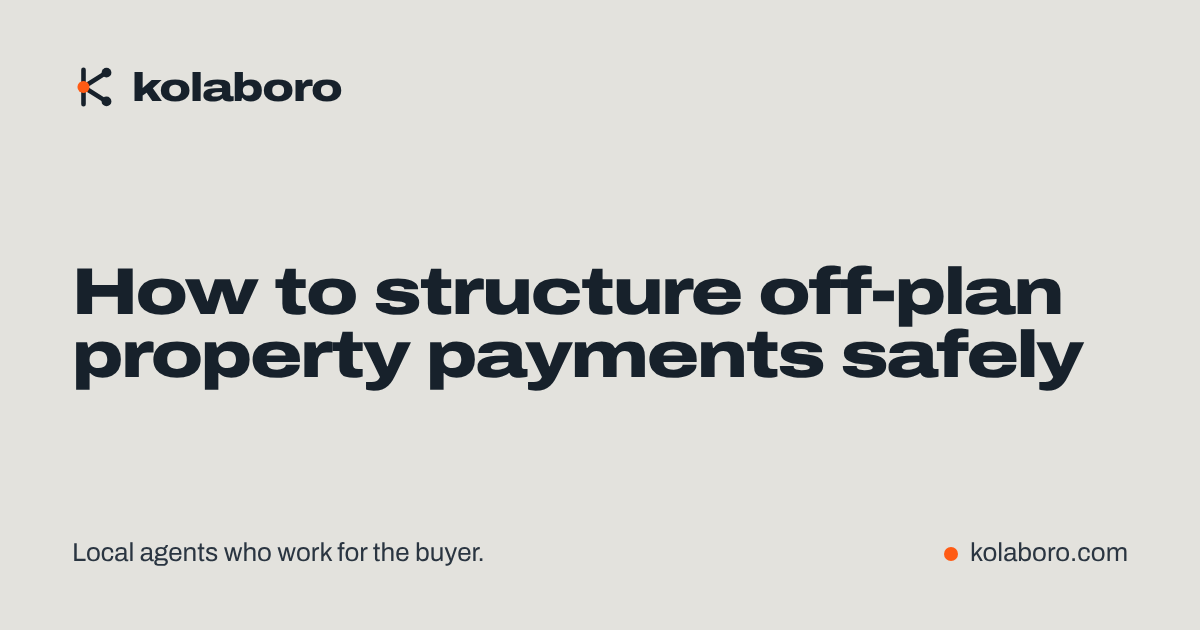 kolaboro
How to structure off-plan
property payments safely
Local agents who work for the buyer.
kolaboro.com